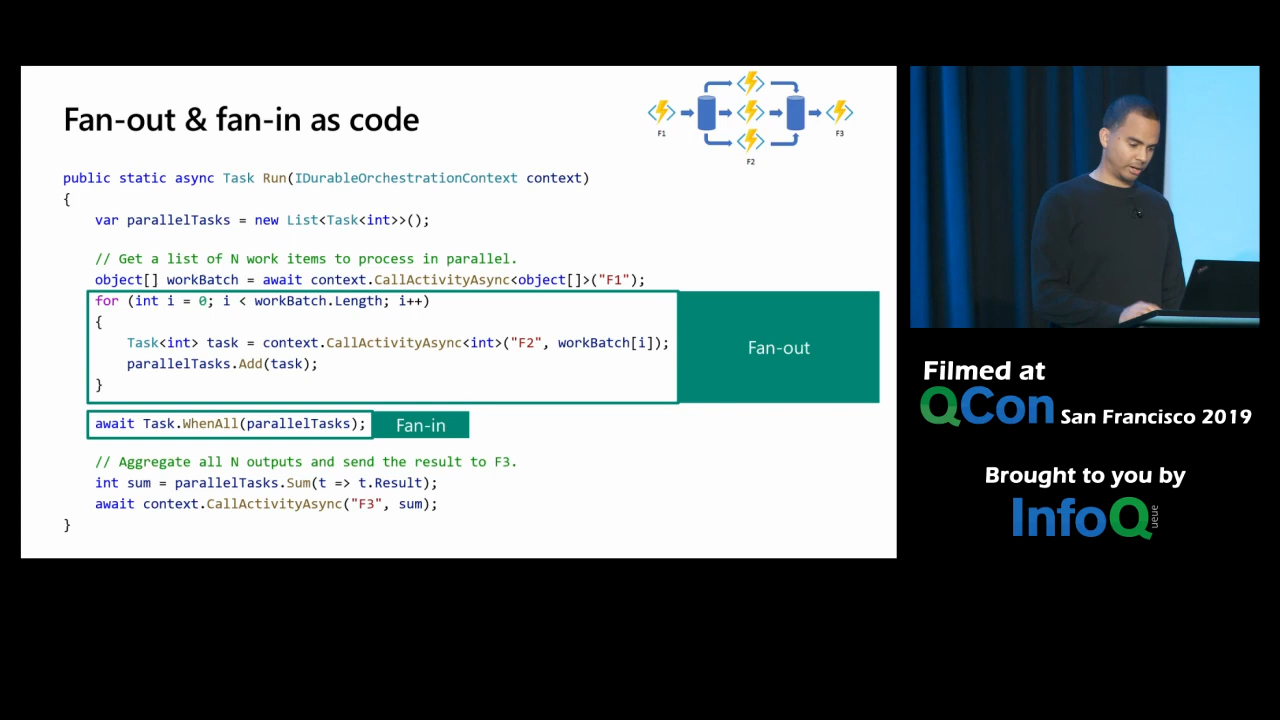 Fan-out & fan-in as code
F1
F2
F3
public static async Task Run(IDurableOrchestrationContext context)
{
    var parallelTasks = new List<Task<int>>();
    // Get a list of N work items to process in parallel.
    object[] workBatch = await context.CallActivityAsync<object[]>("F1");
    for (int i = 0; i < workBatch.Length; i++)
    {
        Task<int> task = context.CallActivityAsync<int>("F2", workBatch[i]);
        parallelTasks.Add(task);
    }
Fan-out
    await Task.WhenAll(parallelTasks);
Fan-in
    // Aggregate all N outputs and send the result to F3.
    int sum = parallelTasks.Sum(t => t.Result);
    await context.CallActivityAsync("F3", sum);
}
Filmed at
QCon San Francisco 2019
Brought to you by
InfoQueue